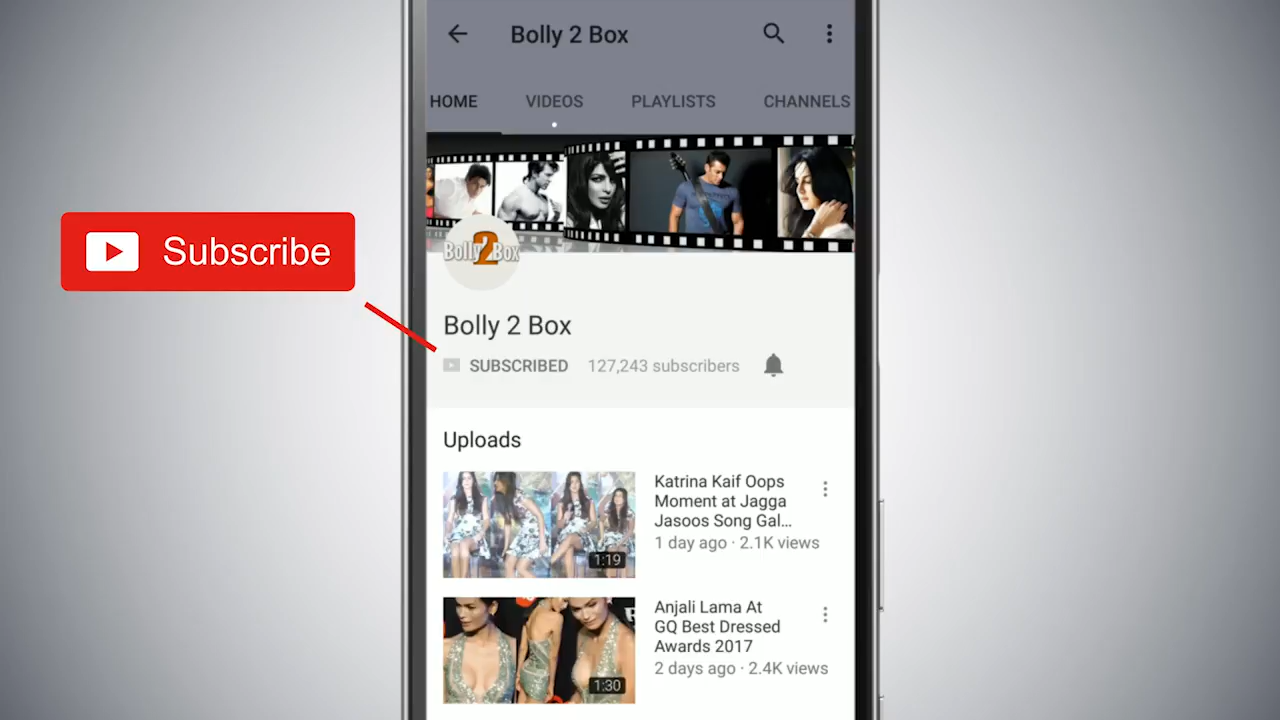 Bolly 2 Box
HOME VIDEOS PLAYLISTS CHANNELS
Bolly 2 Box
Subscribe
Bolly 2 Box
SUBSCRIBED 127,243 subscribers
Uploads
Katrina Kaif Oops
Moment at Jagga
Jasoos Song Gal...
1 day ago · 2.1K views
1:19
Anjali Lama At
GQ Best Dressed
Awards 2017
2 days ago · 2.4K views
1:30